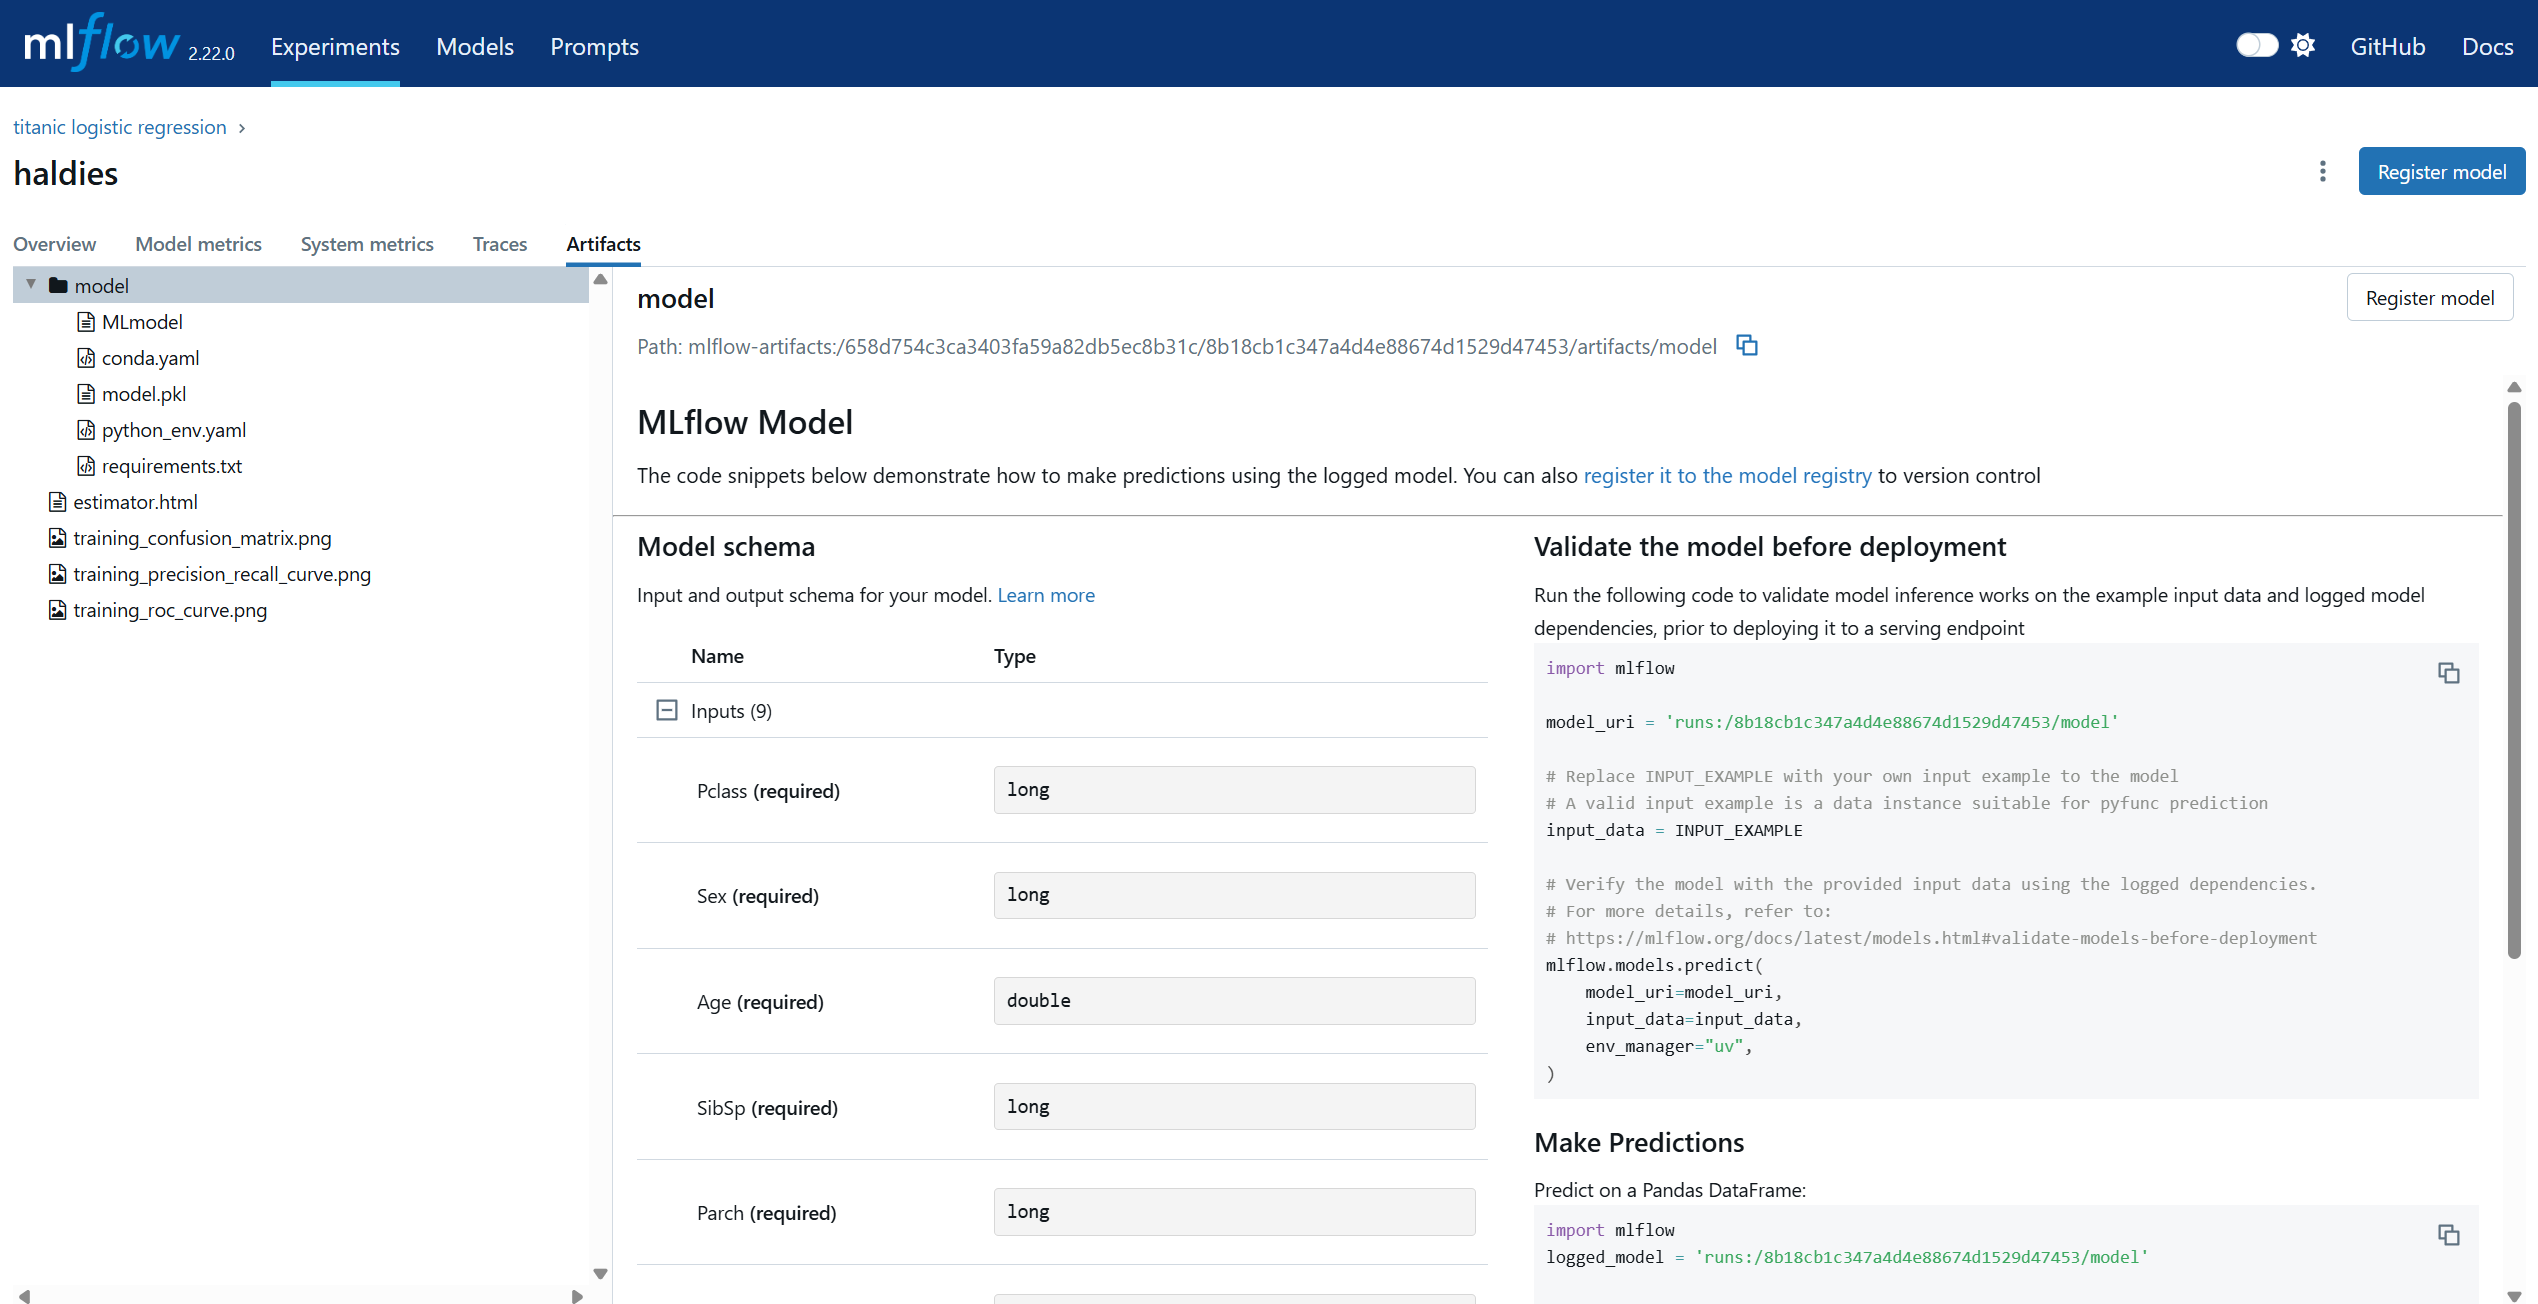 mlflow 2.22.0 Experiments Models Prompts GitHub Docs
titanic logistic regression
haldies
Register model
Overview Model metrics System metrics Traces Artifacts
model
MLmodel
conda.yaml
model.pkl
python_env.yaml
requirements.txt
estimator.html
training_confusion_matrix.png
training_precision_recall_curve.png
training_roc_curve.png
model
Register model
Path: mlflow-artifacts:/658d754c3ca3403fa59a82db5ec8b31c/8b18cb1c347a4d4e88674d1529d47453/artifacts/model
MLflow Model
The code snippets below demonstrate how to make predictions using the logged model. You can also register it to the model registry to version control
Model schema
Input and output schema for your model. Learn more
Name Type
Inputs (9)
Pclass (required) long
Sex (required) long
Age (required) double
SibSp (required) long
Parch (required) long
Validate the model before deployment
Run the following code to validate model inference works on the example input data and logged model
dependencies, prior to deploying it to a serving endpoint
import mlflow
model_uri = 'runs:/8b18cb1c347a4d4e88674d1529d47453/model'
# Replace INPUT_EXAMPLE with your own input example to the model
# A valid input example is a data instance suitable for pyfunc prediction
input_data = INPUT_EXAMPLE
# Verify the model with the provided input data using the logged dependencies.
# For more details, refer to:
# https://mlflow.org/docs/latest/models.html#validate-models-before-deployment
mlflow.models.predict(
    model_uri=model_uri,
    input_data=input_data,
    env_manager="uv",
)
Make Predictions
Predict on a Pandas DataFrame:
import mlflow
logged_model = 'runs:/8b18cb1c347a4d4e88674d1529d47453/model'